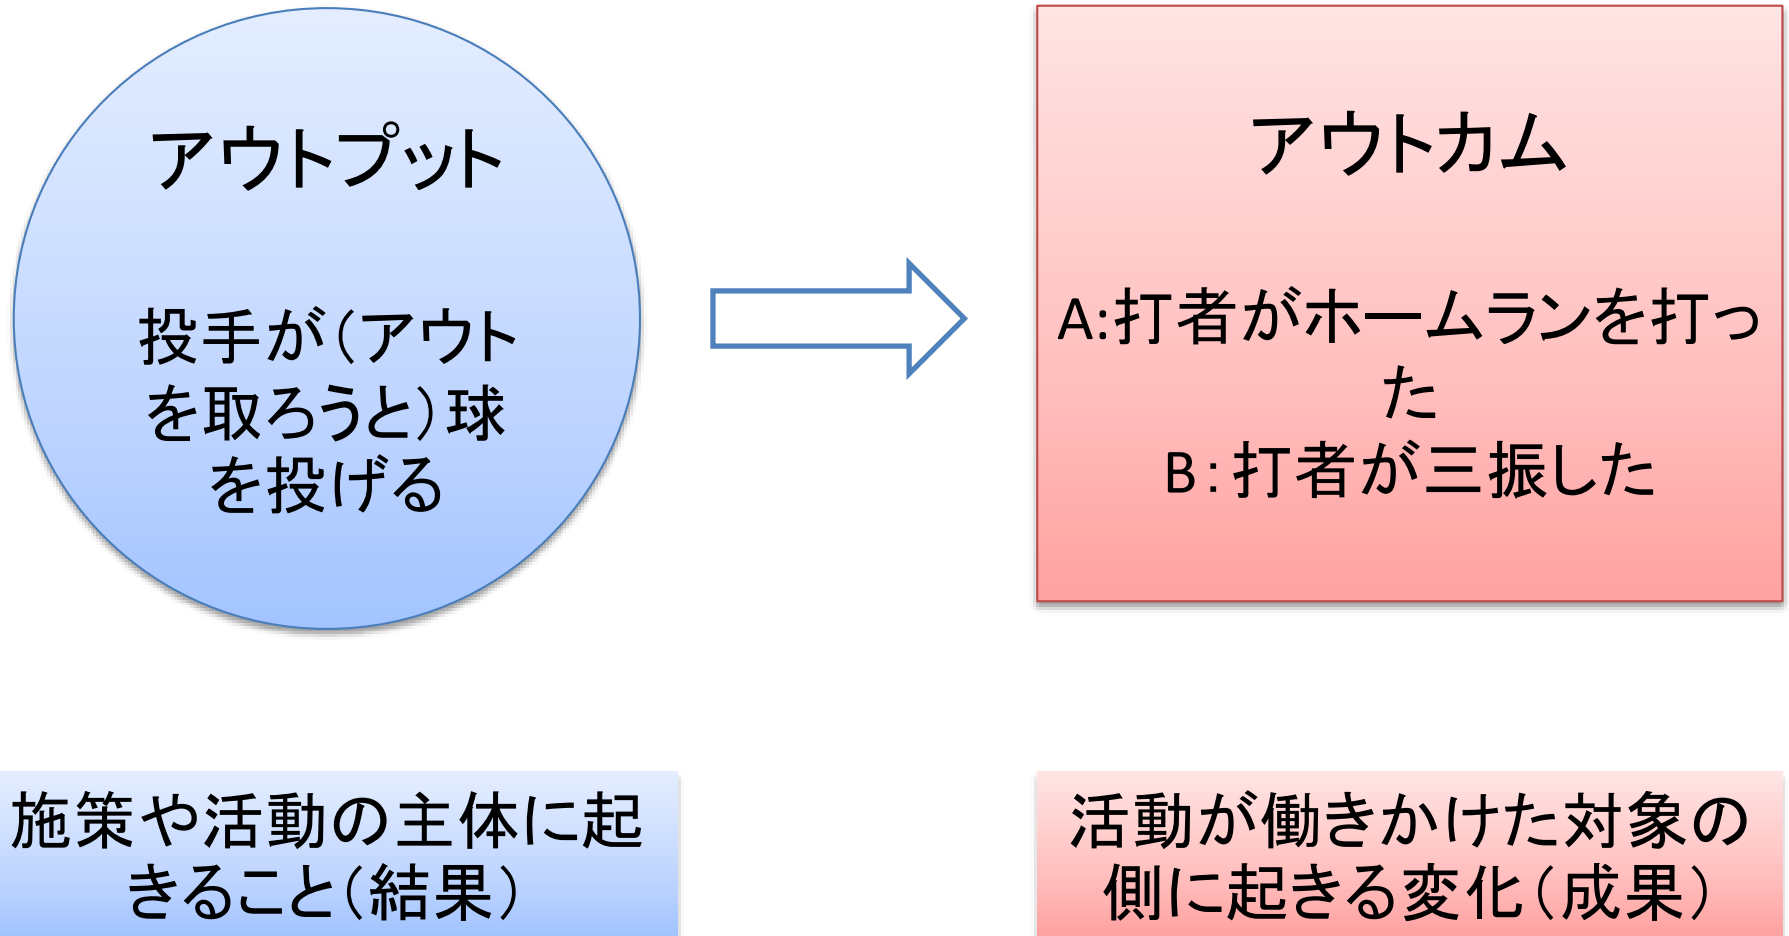 アウトプット
投手が（アウト
を取ろうと）球
を投げる
アウトカム
A:打者がホームランを打っ
た
B：打者が三振した
施策や活動の主体に起
きること（結果）
活動が働きかけた対象の
側に起きる変化（成果）